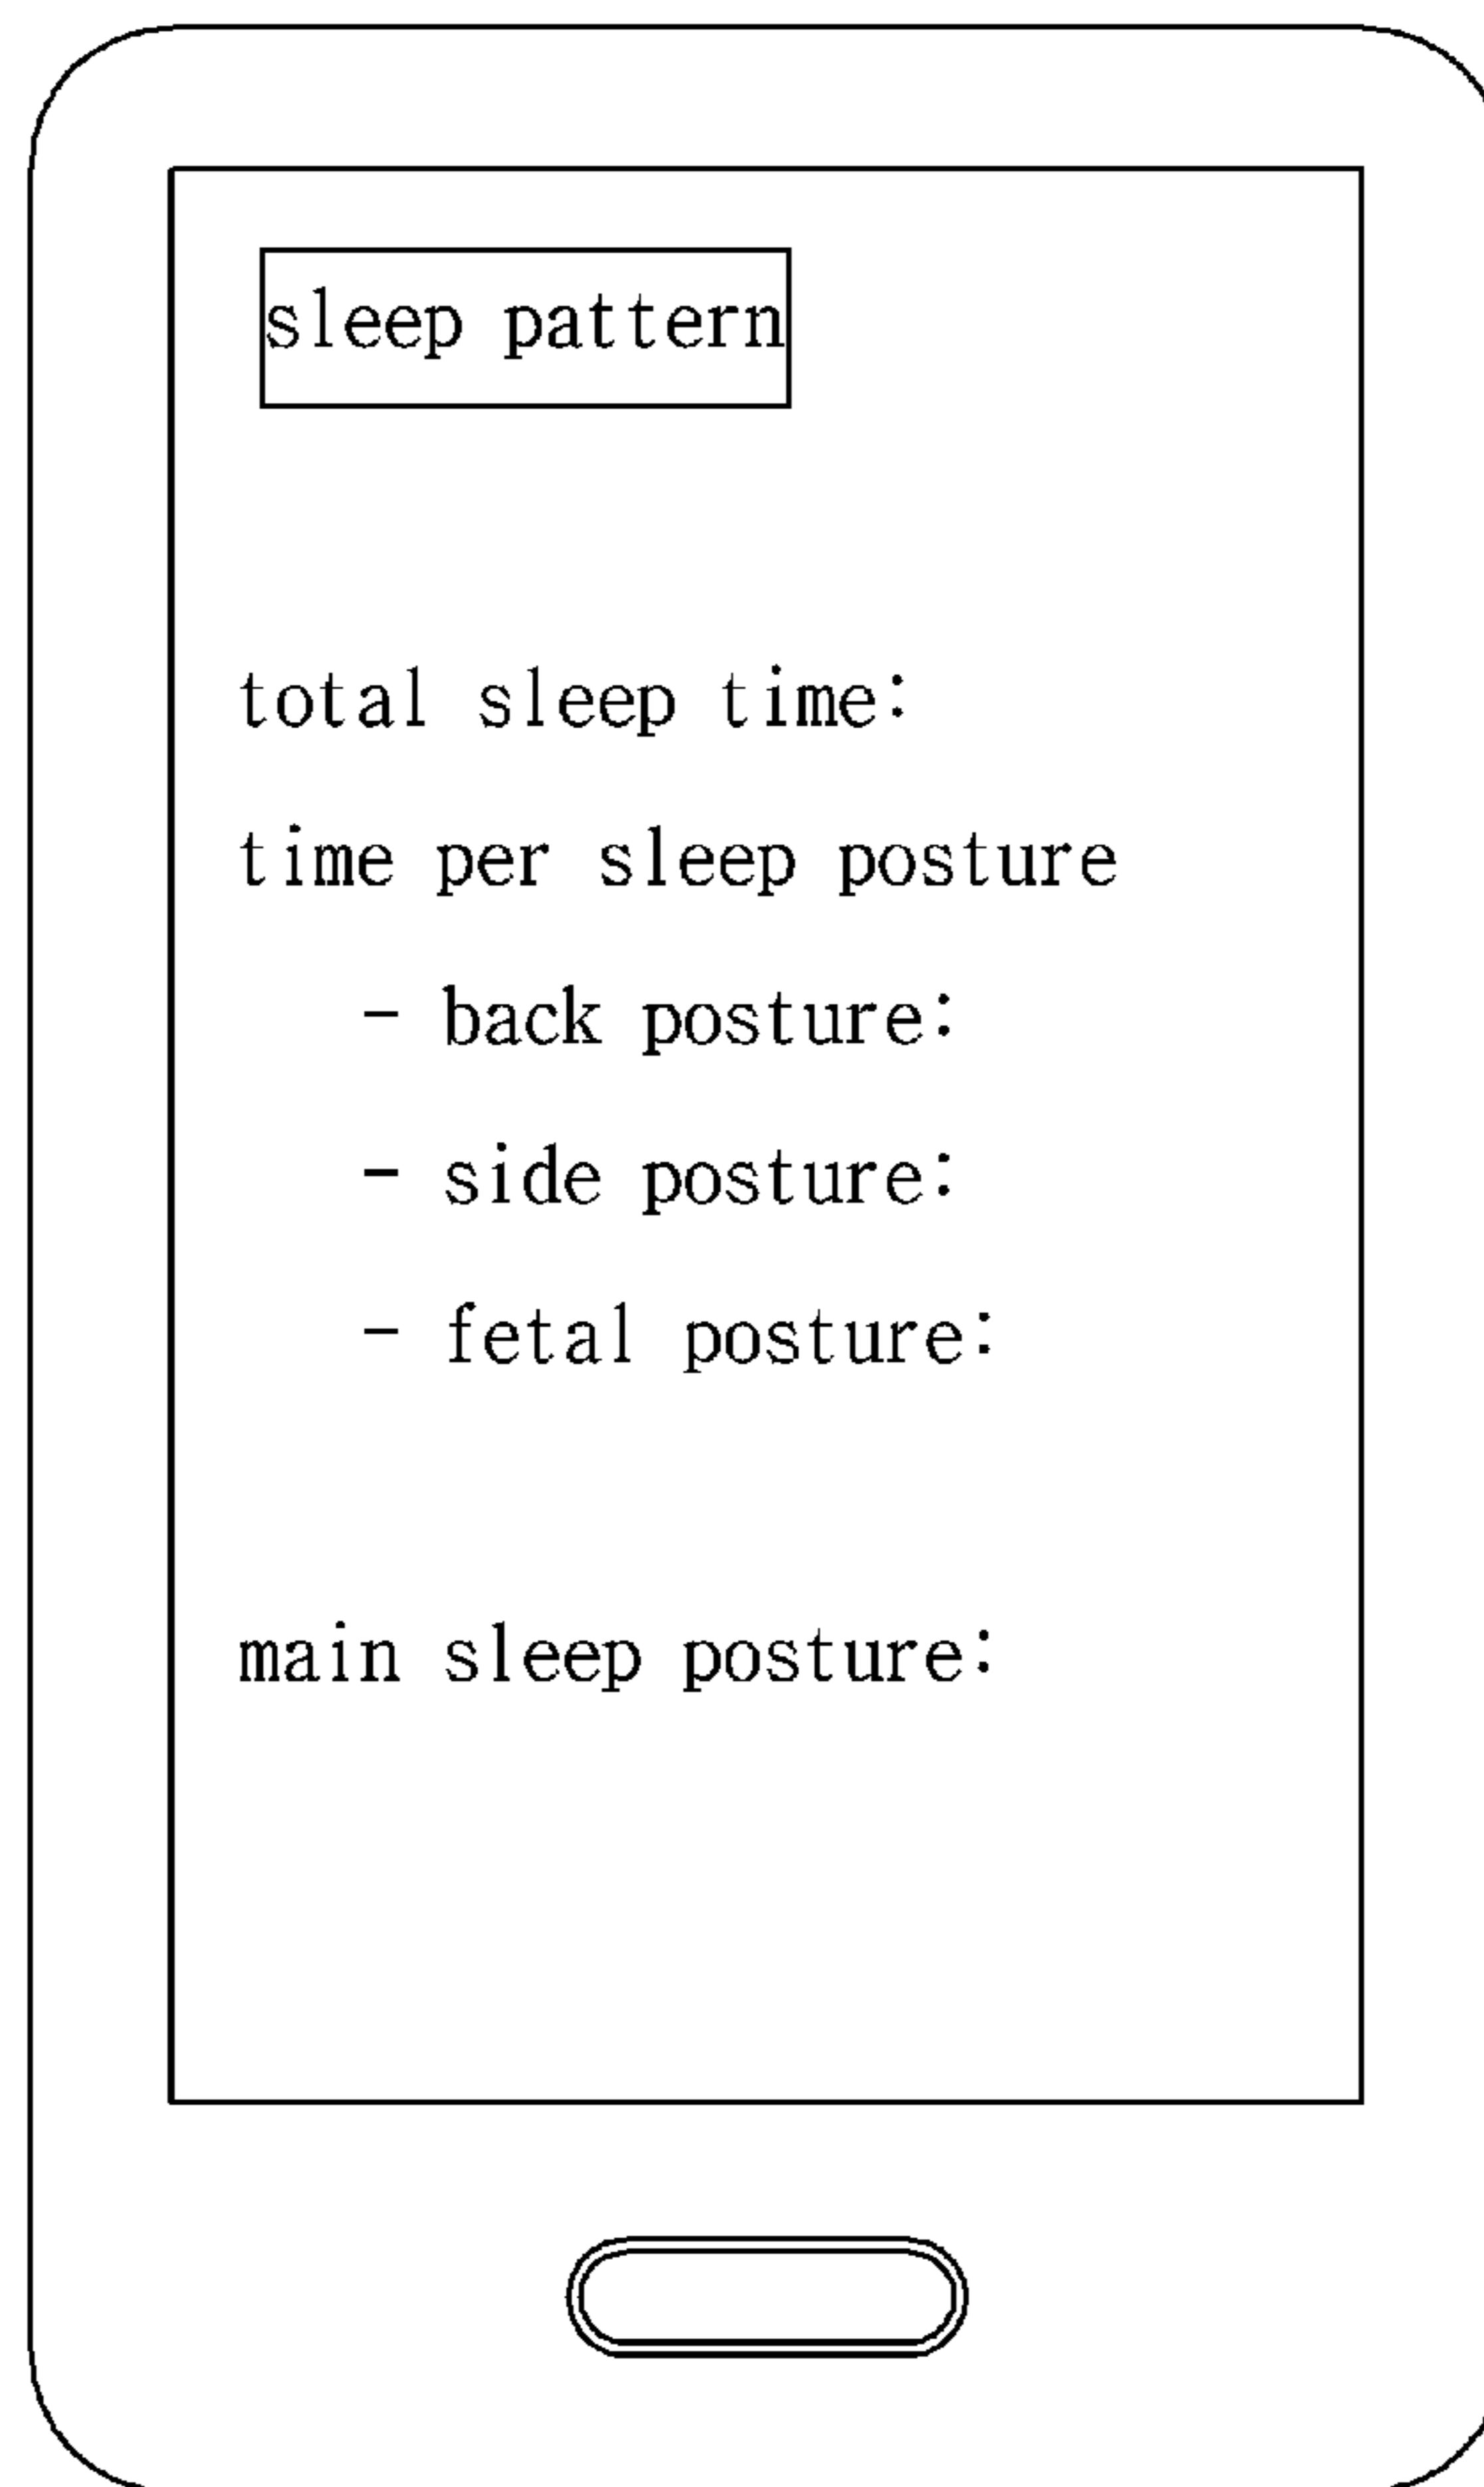 sleep pattern
total sleep time:
time per sleep posture
- back posture:
- side posture:
- fetal posture:
main sleep posture: